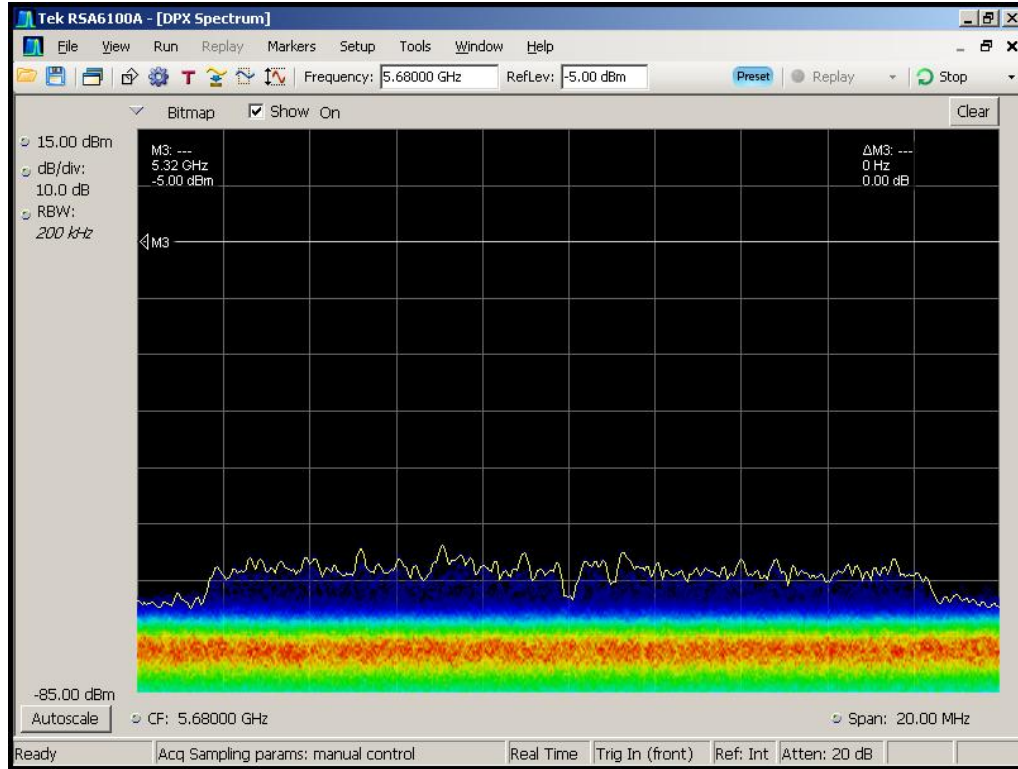 Tek RSA6100A - [DPX Spectrum]
File View Run Replay Markers Setup Tools Window Help
T Frequency: 5.68000 GHz RefLev: -5.00 dBm Preset Replay Stop
Bitmap Show On Clear
15.00 dBm
dB/div:
10.0 dB
RBW:
200 kHz
M3: ---
5.32 GHz
-5.00 dBm
ΔM3: ---
0 Hz
0.00 dB
M3
-85.00 dBm
Autoscale CF: 5.68000 GHz Span: 20.00 MHz
Ready Acq Sampling params: manual control Real Time Trig In (front) Ref: Int Atten: 20 dB